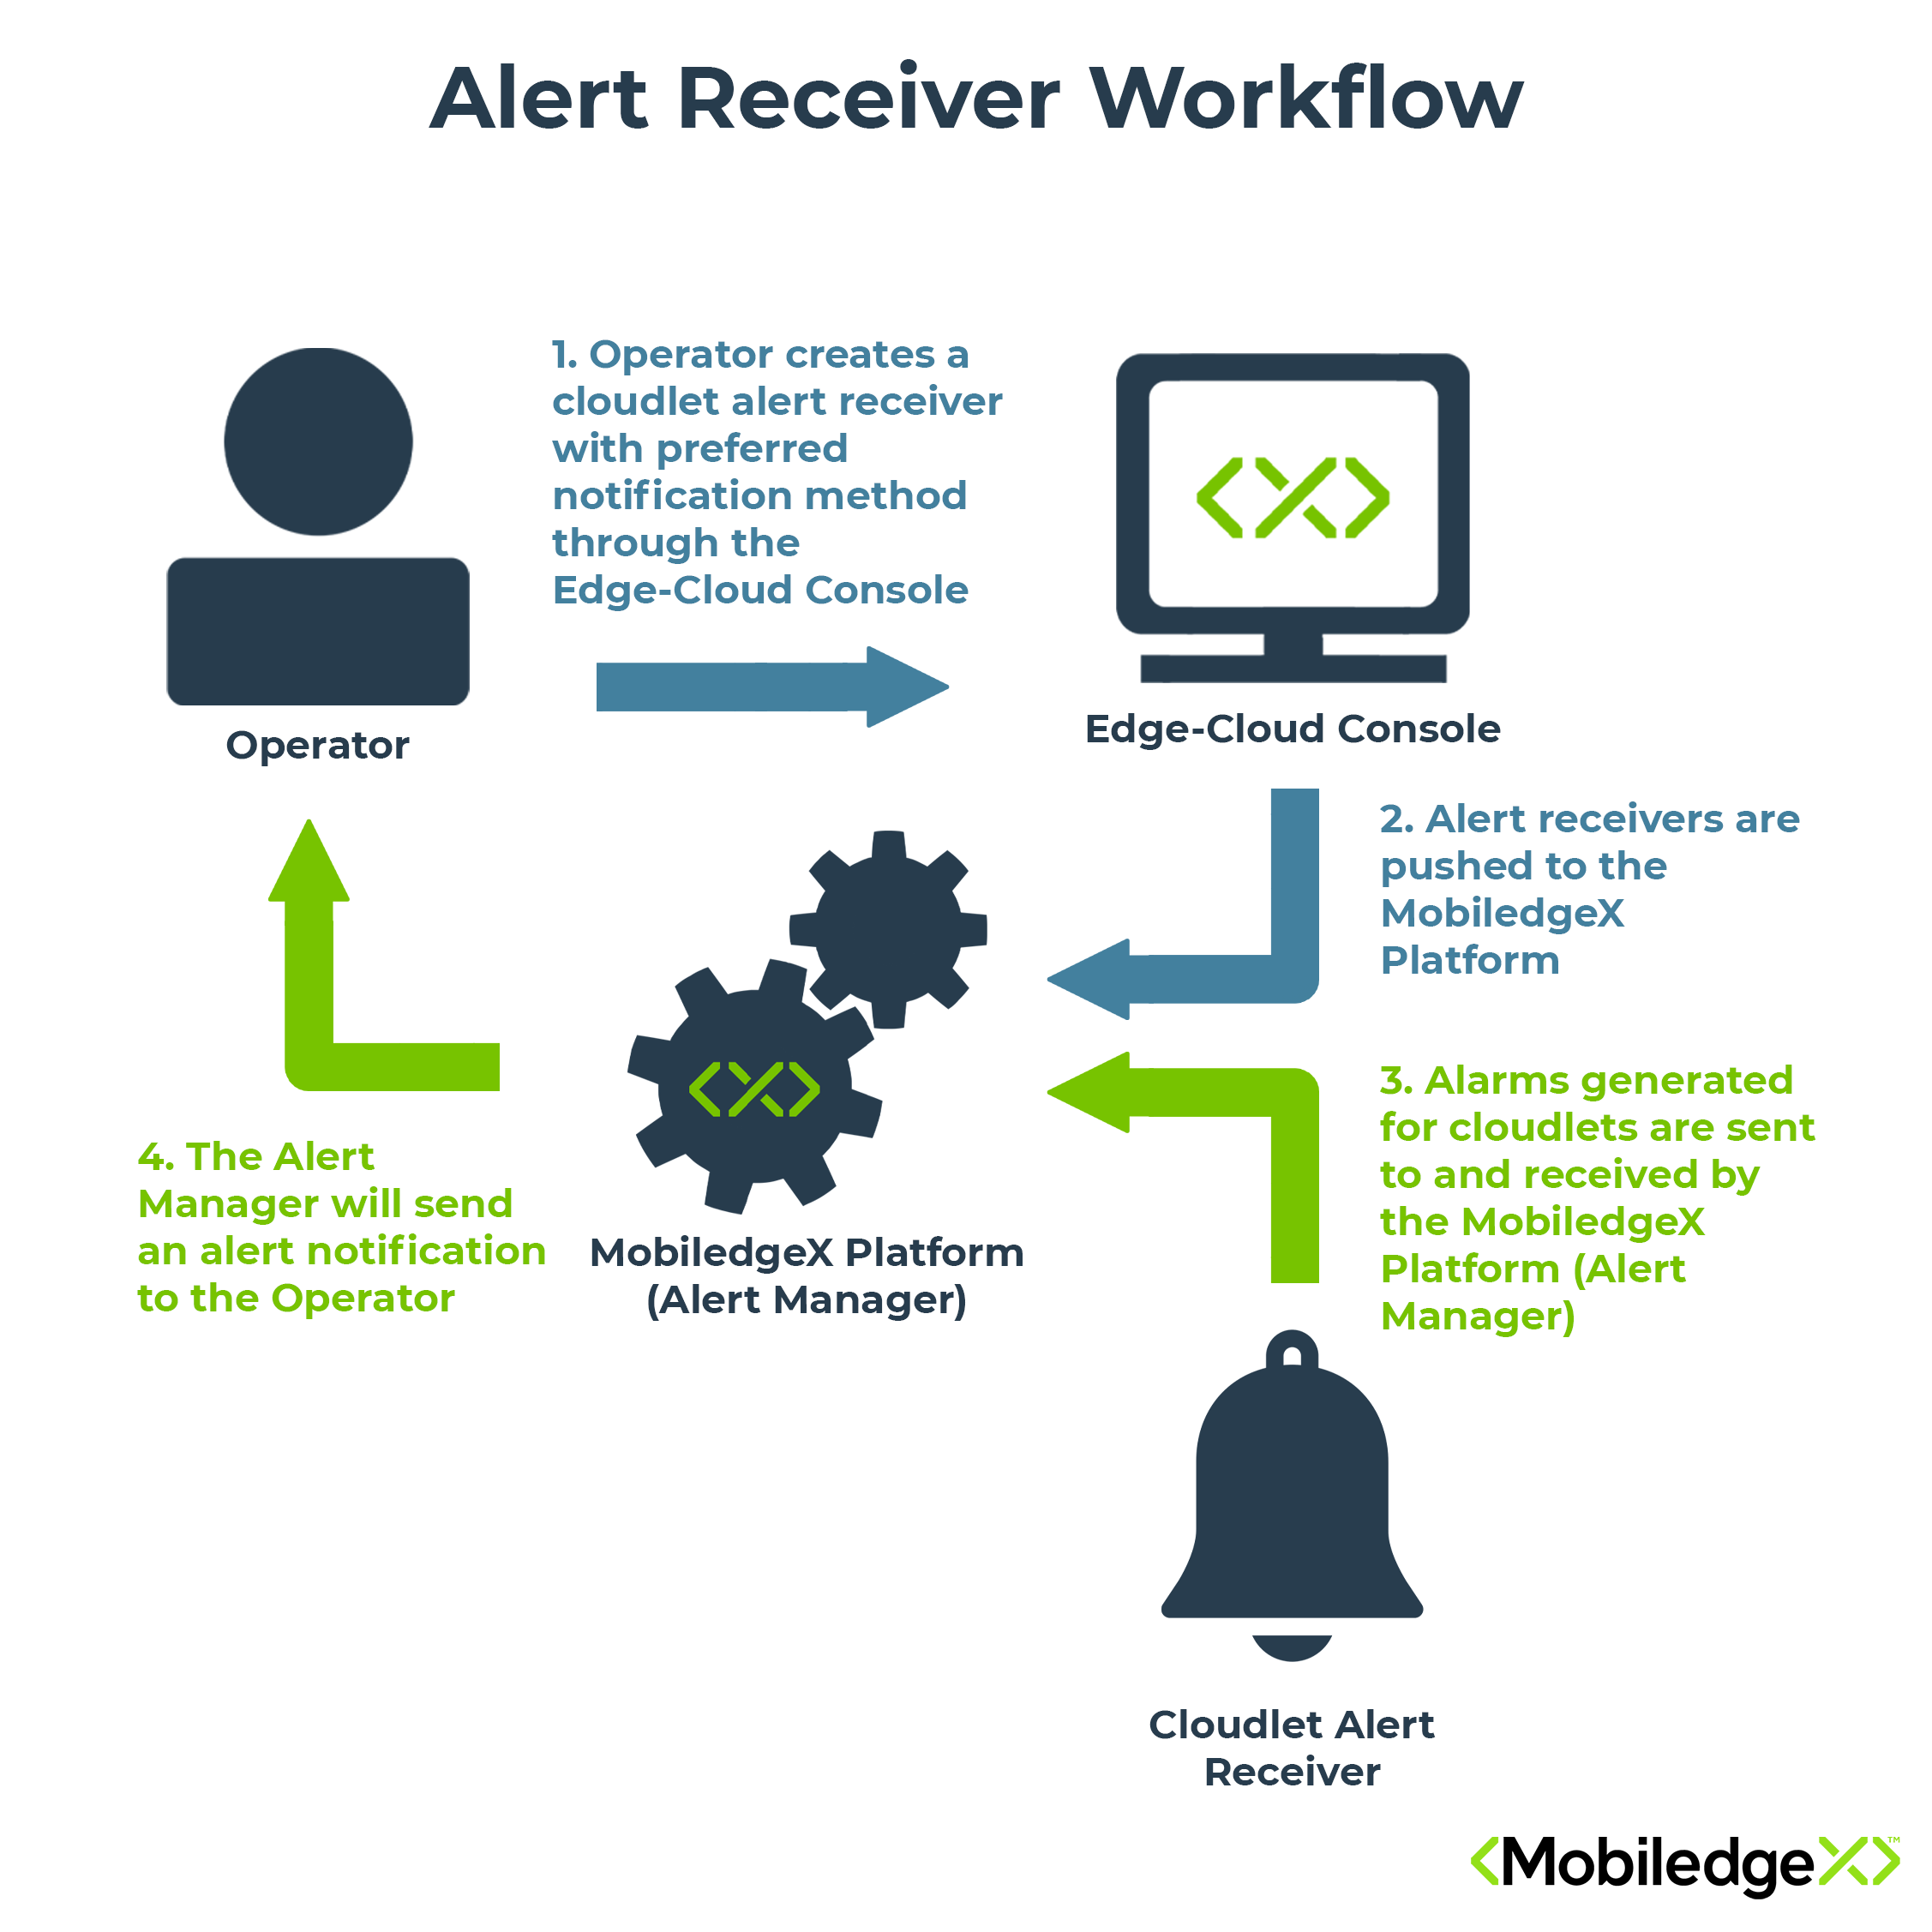 Alert Receiver Workflow
1. Operator creates a
cloudlet alert receiver
with preferred
notification method
through the
Edge-Cloud Console
Operator
Edge-Cloud Console
2. Alert receivers are
pushed to the
MobiledgeX
Platform
3. Alarms generated
for cloudlets are sent
to and received by
the MobiledgeX
Platform (Alert
Manager)
4. The Alert
Manager will send
an alert notification
to the Operator
MobiledgeX Platform
(Alert Manager)
Cloudlet Alert
Receiver
MobiledgeX™